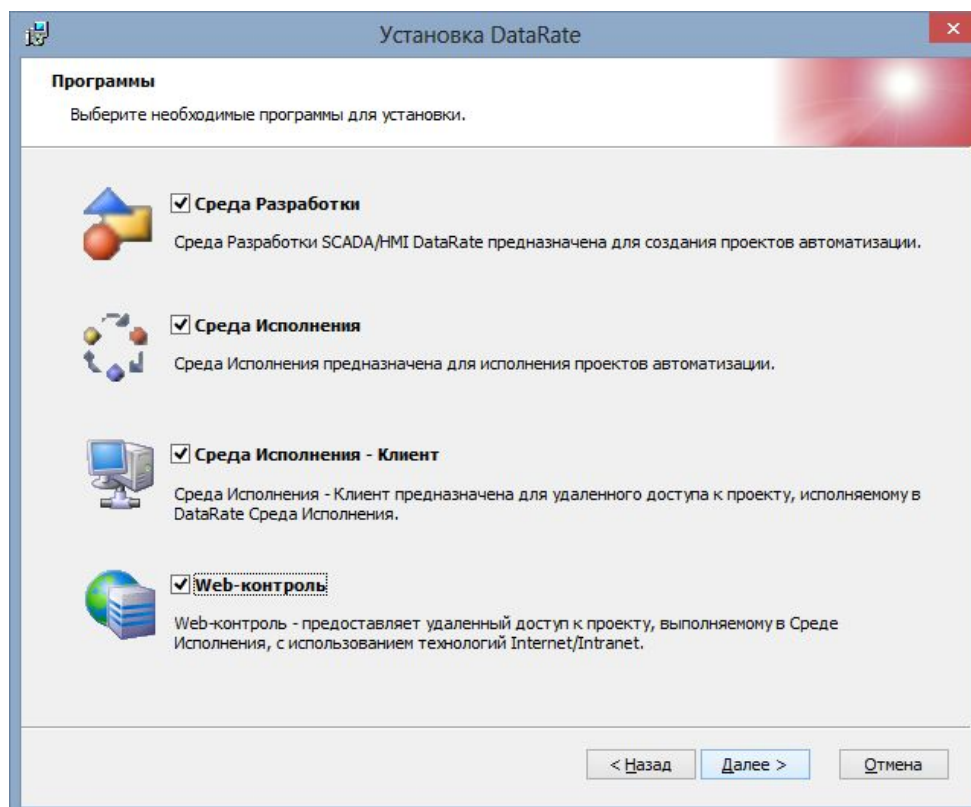 Установка DataRate
Программы
Выберите необходимые программы для установки.
Среда Разработки
Среда Разработки SCADA/HMI DataRate предназначена для создания проектов автоматизации.
Среда Исполнения
Среда Исполнения предназначена для исполнения проектов автоматизации.
Среда Исполнения - Клиент
Среда Исполнения - Клиент предназначена для удаленного доступа к проекту, исполняемому в
DataRate Среда Исполнения.
Web-контроль
Web-контроль - предоставляет удаленный доступ к проекту, выполняемому в Среде
Исполнения, с использованием технологий Internet/Intranet.
< Назад Далее > Отмена